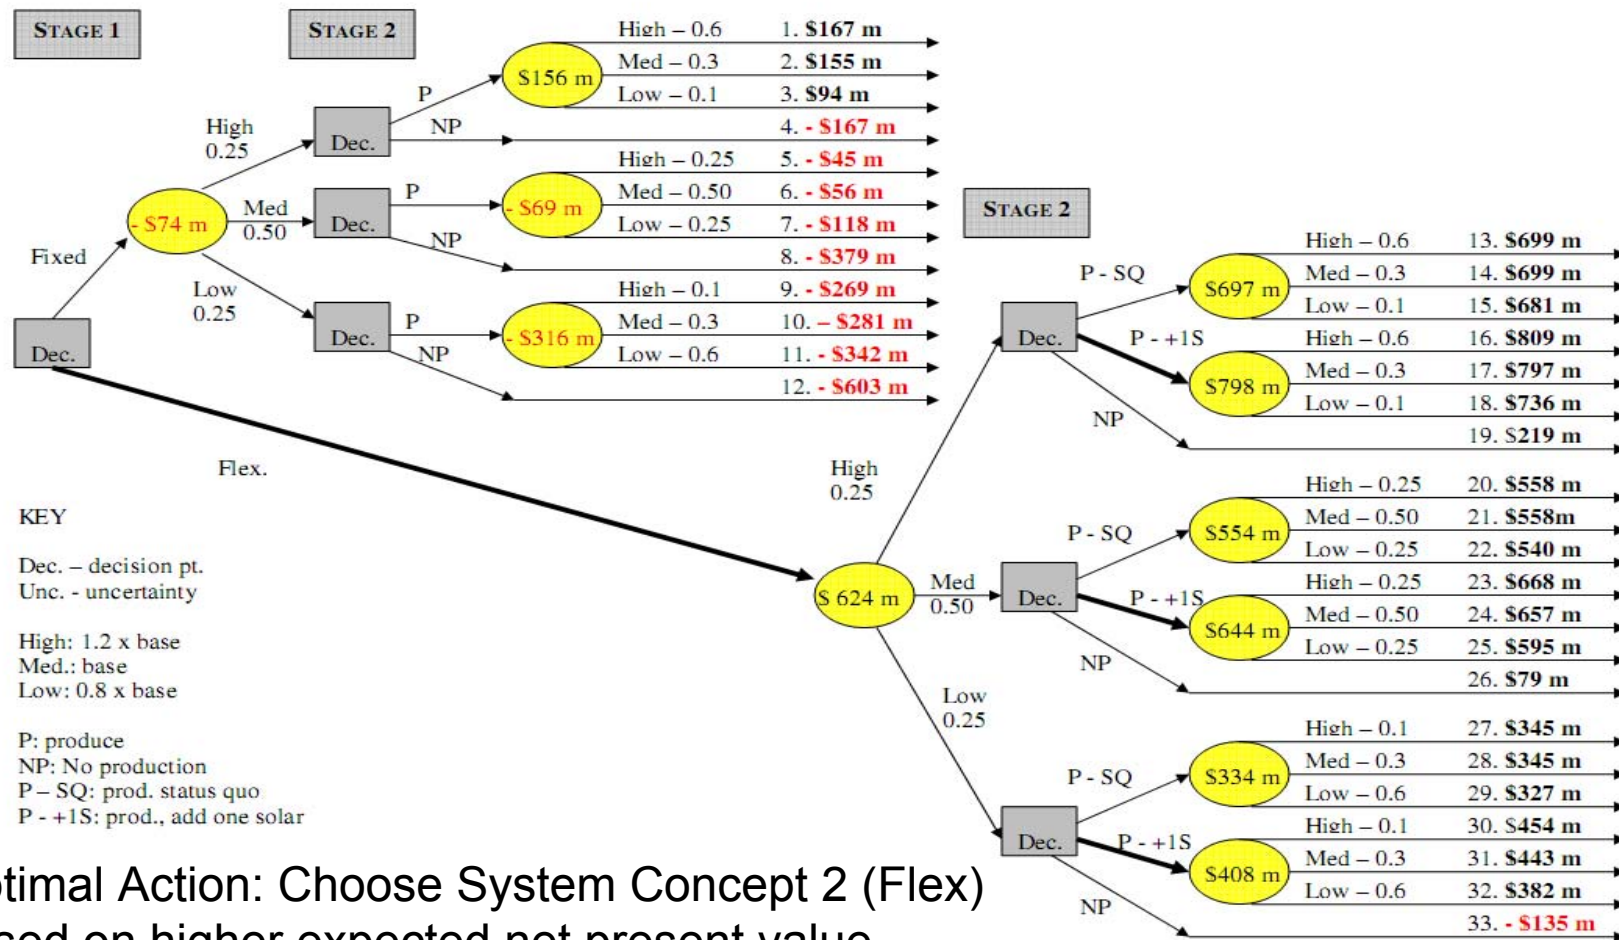 STAGE 1
STAGE 2
High – 0.6 1. $167 m
$156 m
Med – 0.3 2. $155 m
P
Low – 0.1 3. $94 m
High
0.25
Dec.
NP
4. - $167 m
High – 0.25 5. - $45 m
- $74 m
Med
0.50
Dec.
P
- $69 m
Med – 0.50 6. - $56 m
Low – 0.25 7. - $118 m
NP
8. - $379 m
Fixed
Low
0.25
High – 0.1 9. - $269 m
Dec.
P
- $316 m
Med – 0.3 10. – $281 m
NP
Low – 0.6 11. - $342 m
12. - $603 m
Dec.
Flex.
STAGE 2
High – 0.6 13. $699 m
P - SQ
$697 m
Med – 0.3 14. $699 m
Low – 0.1 15. $681 m
Dec.
P - +1S
High – 0.6 16. $809 m
$798 m
Med – 0.3 17. $797 m
Low – 0.1 18. $736 m
NP
19. $219 m
High
0.25
High – 0.25 20. $558 m
P - SQ
$554 m
Med – 0.50 21. $558m
Low – 0.25 22. $540 m
$ 624 m
Med
0.50
Dec.
P - +1S
High – 0.25 23. $668 m
$644 m
Med – 0.50 24. $657 m
Low – 0.25 25. $595 m
NP
26. $79 m
Low
0.25
High – 0.1 27. $345 m
P - SQ
$334 m
Med – 0.3 28. $345 m
Low – 0.6 29. $327 m
Dec.
P - +1S
High – 0.1 30. $454 m
$408 m
Med – 0.3 31. $443 m
Low – 0.6 32. $382 m
NP
33. - $135 m
KEY
Dec. – decision pt.
Unc. - uncertainty
High: 1.2 x base
Med.: base
Low: 0.8 x base
P: produce
NP: No production
P – SQ: prod. status quo
P - +1S: prod., add one solar
Action: Choose System Concept 2 (Flex)
on higher expected net present value